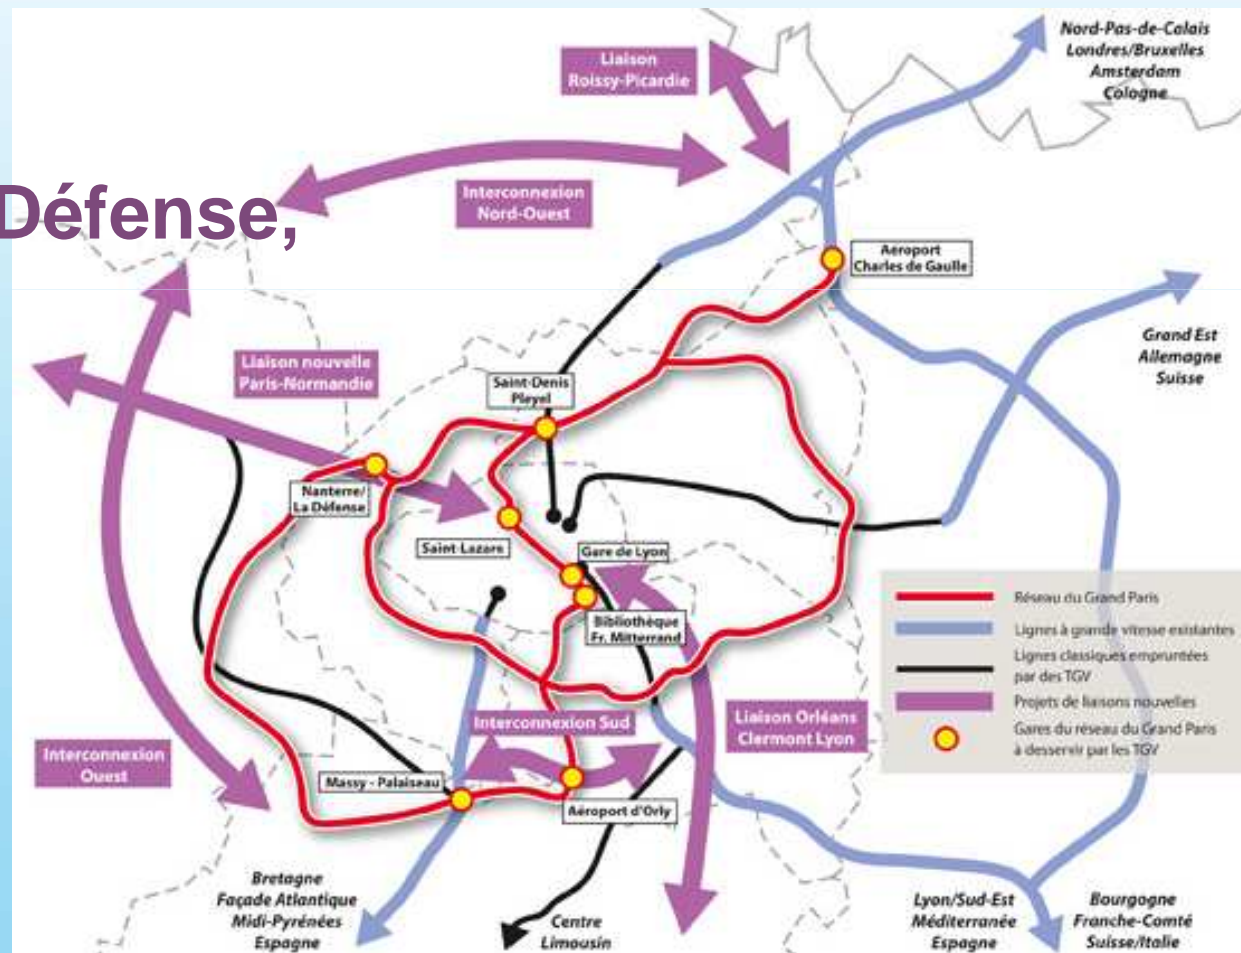 Nord-Pas-de-Calais
Londres/Bruxelles
Amsterdam
Cologne
Liaison
Roissy-Picardie
Interconnexion
Nord-Ouest
Défense,
Aeroport
Charles de Gaulle
Grand Est
Allemagne
Suisse
Liaison nouvelle
Paris-Normandie
Saint-Denis
Pleyel
Nanterre/
La Défense
Saint-Lazare
Gare de Lyon
Bibliothèque
Fr. Mitterrand
Réseau du Grand Paris
Lignes à grande vitesse existantes
Lignes classiques empruntées
par des TGV
Projets de liaisons nouvelles
Gares du réseau du Grand Paris
à desservir par les TGV
Interconnexion Sud
Liaison Orléans
Clermont Lyon
Interconnexion
Ouest
Massy - Palaiseau
Aéroport d'Orly
Bretagne
Façade Atlantique
Midi-Pyrénées
Espagne
Centre
Limousin
Lyon/Sud-Est
Méditerranée
Espagne
Bourgogne
Franche-Comté
Suisse/Italie